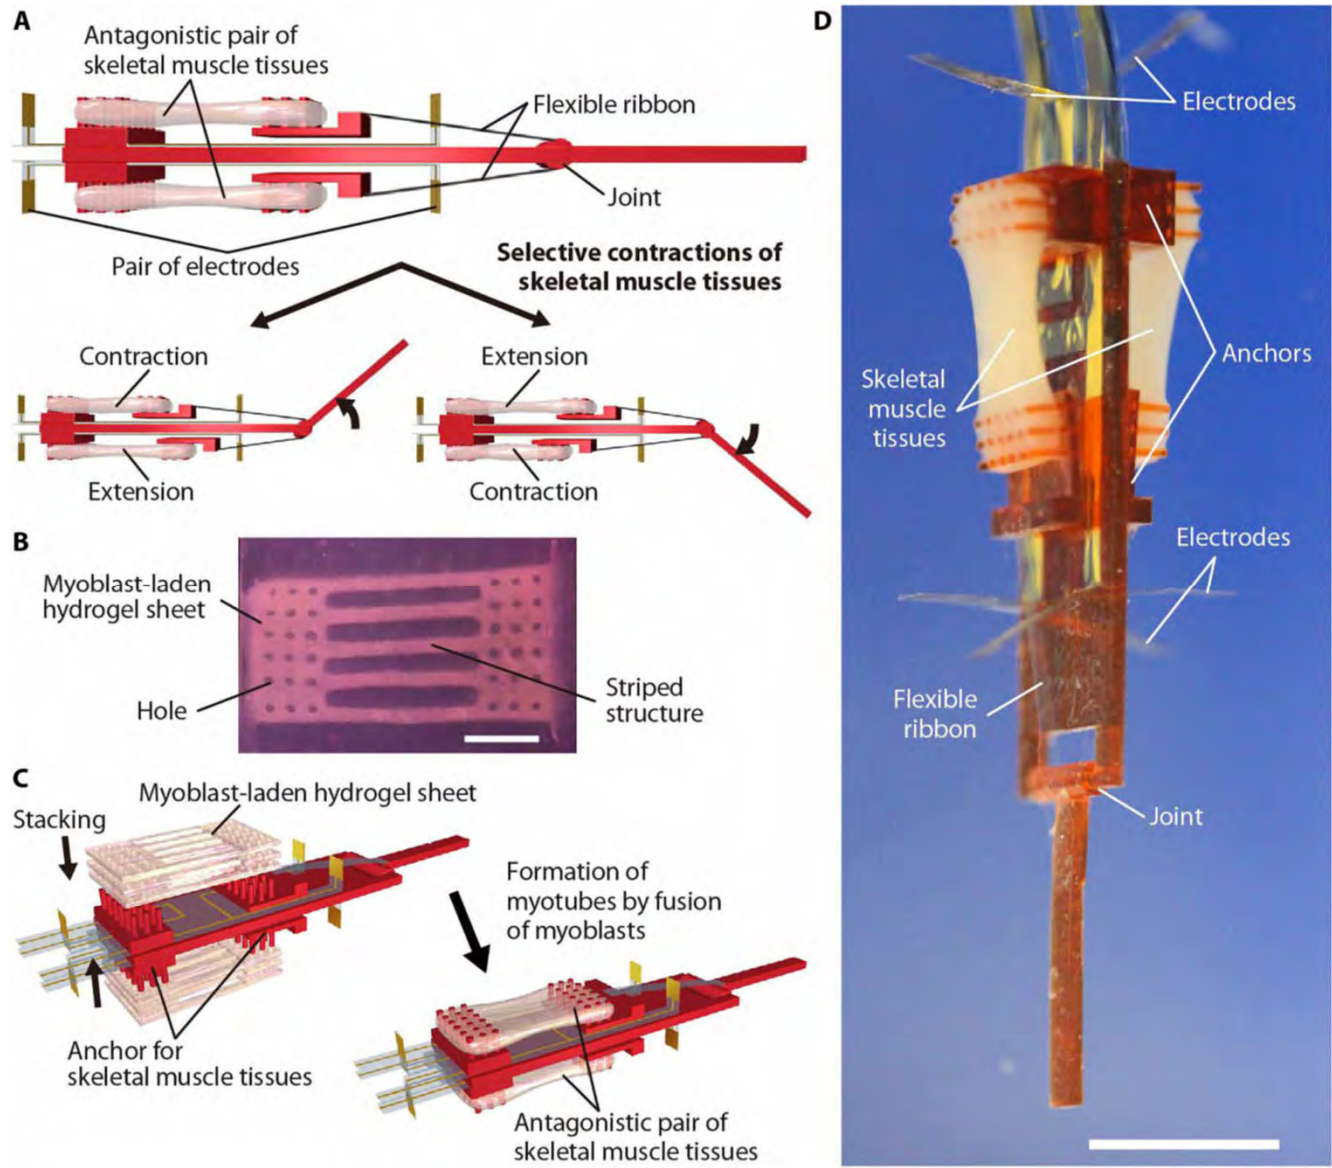 A
Antagonistic pair of
skeletal muscle tissues
Flexible ribbon
Joint
Pair of electrodes
Selective contractions of
skeletal muscle tissues
Contraction
Extension
Extension
Contraction
B
Myoblast-laden
hydrogel sheet
Hole
Striped
structure
C
Myoblast-laden hydrogel sheet
Stacking
Formation of
myotubes by fusion
of myoblasts
Anchor for
skeletal muscle tissues
Antagonistic pair of
skeletal muscle tissues
D
Electrodes
Anchors
Skeletal
muscle
tissues
Electrodes
Flexible
ribbon
Joint